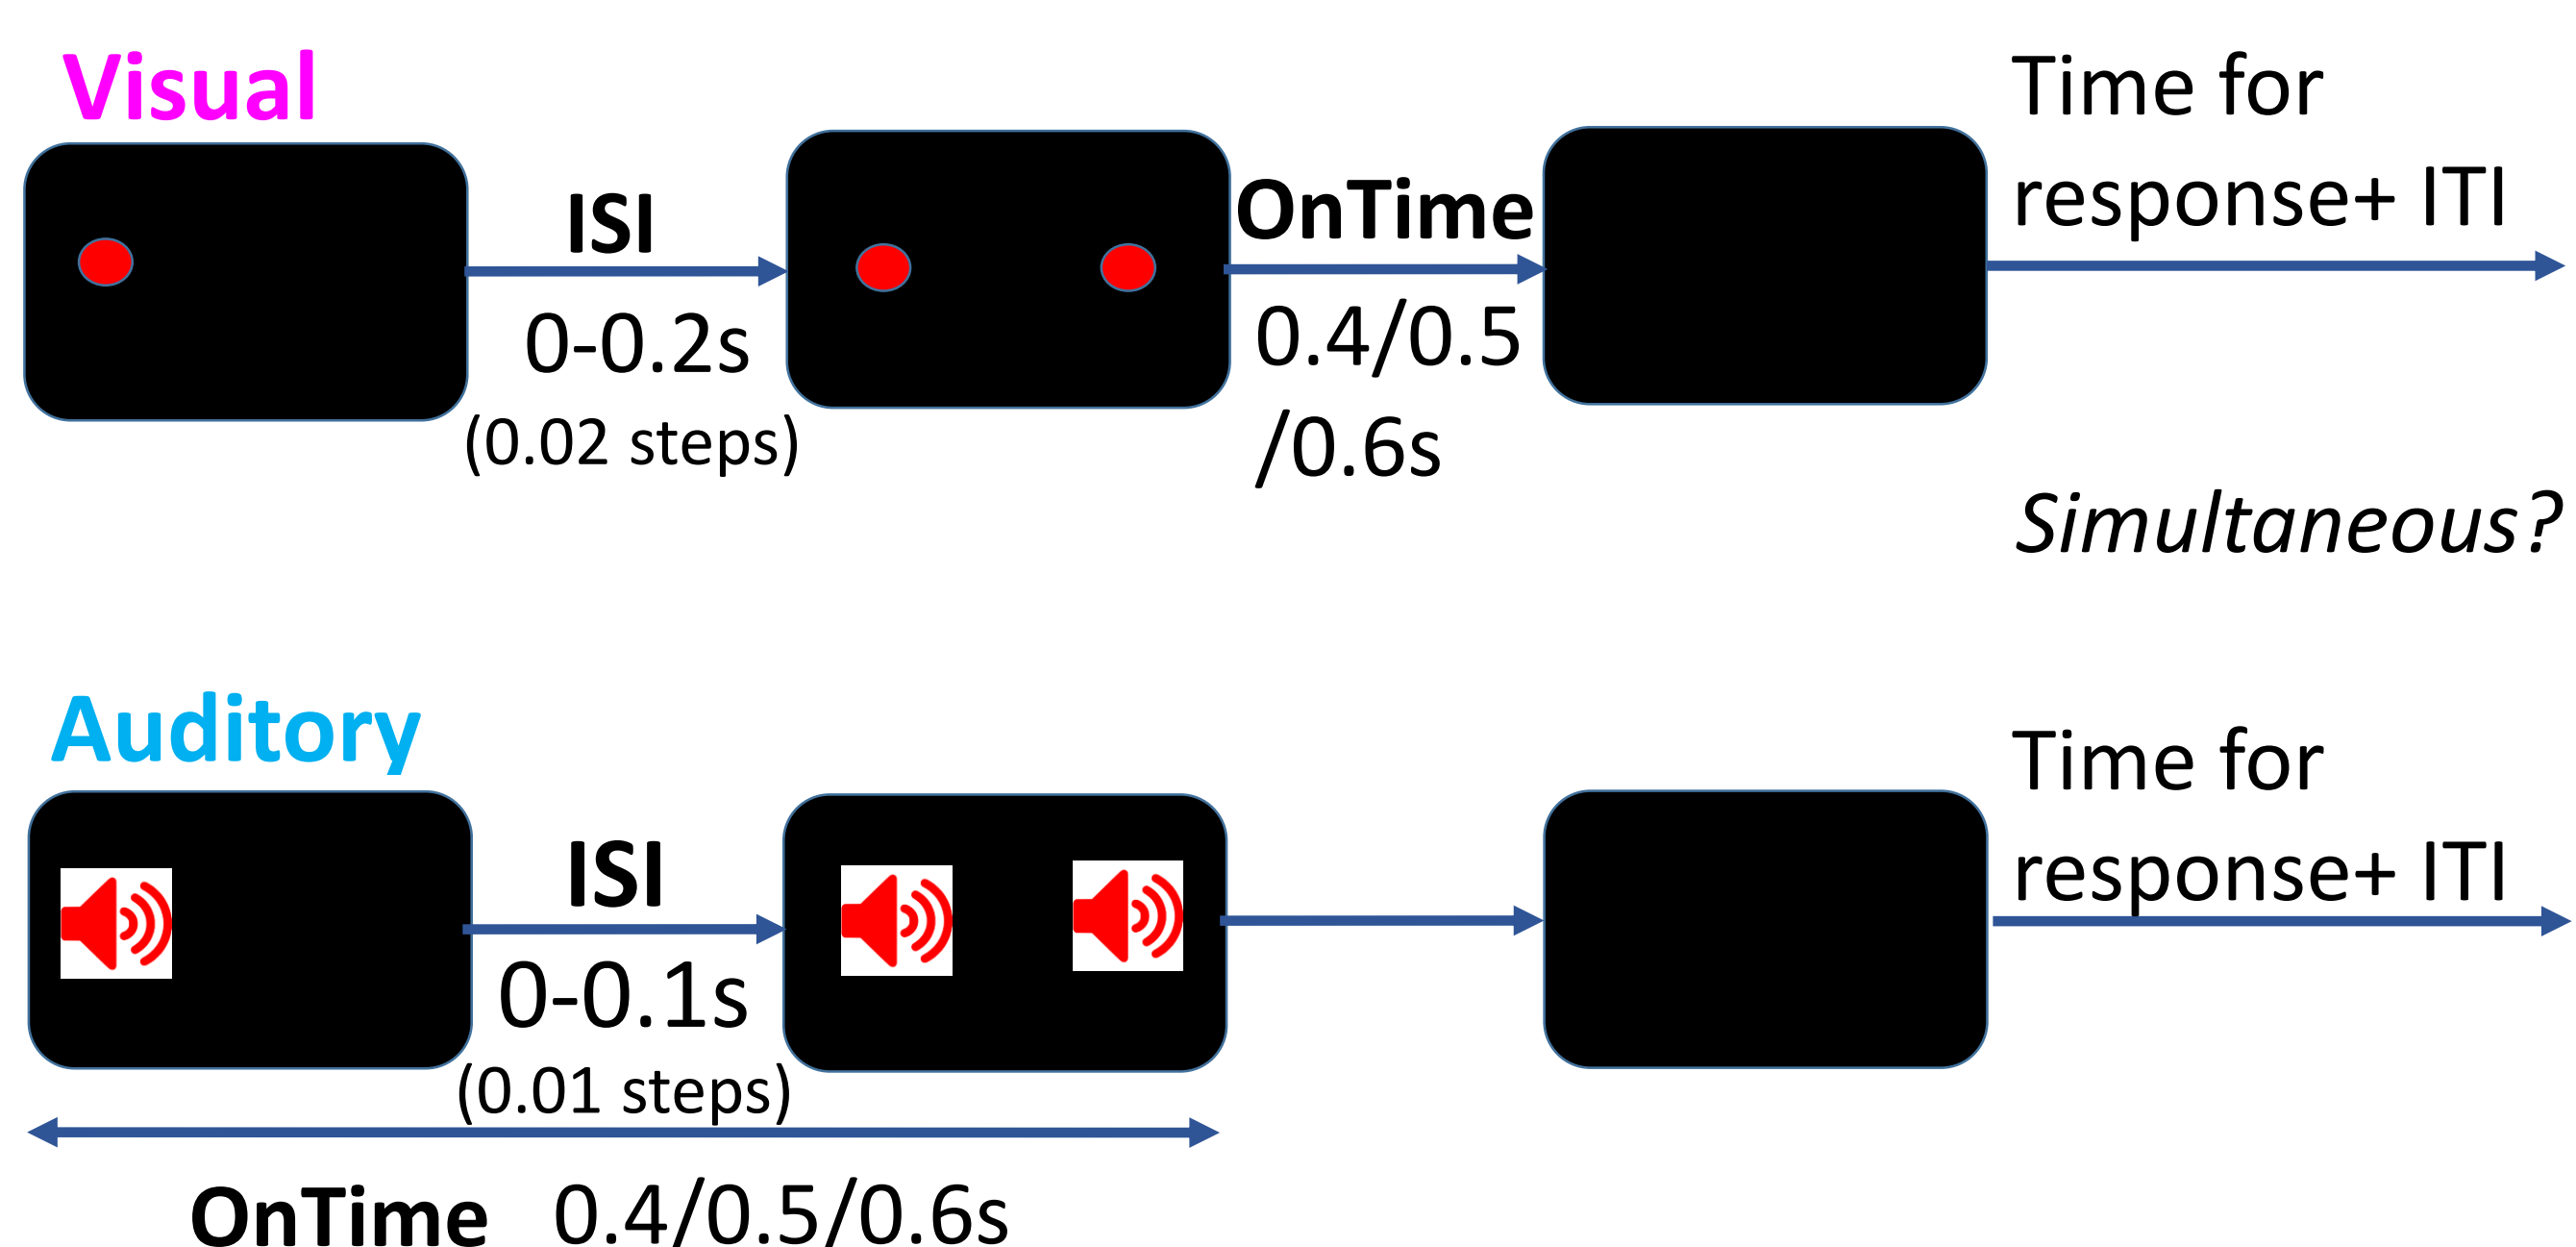 Visual
ISI
0-0.2s
(0.02 steps)
OnTime
0.4/0.5
/0.6s
Time for
response+ ITI
Simultaneous?
Auditory
ISI
0-0.1s
(0.01 steps)
OnTime 0.4/0.5/0.6s
Time for
response+ ITI